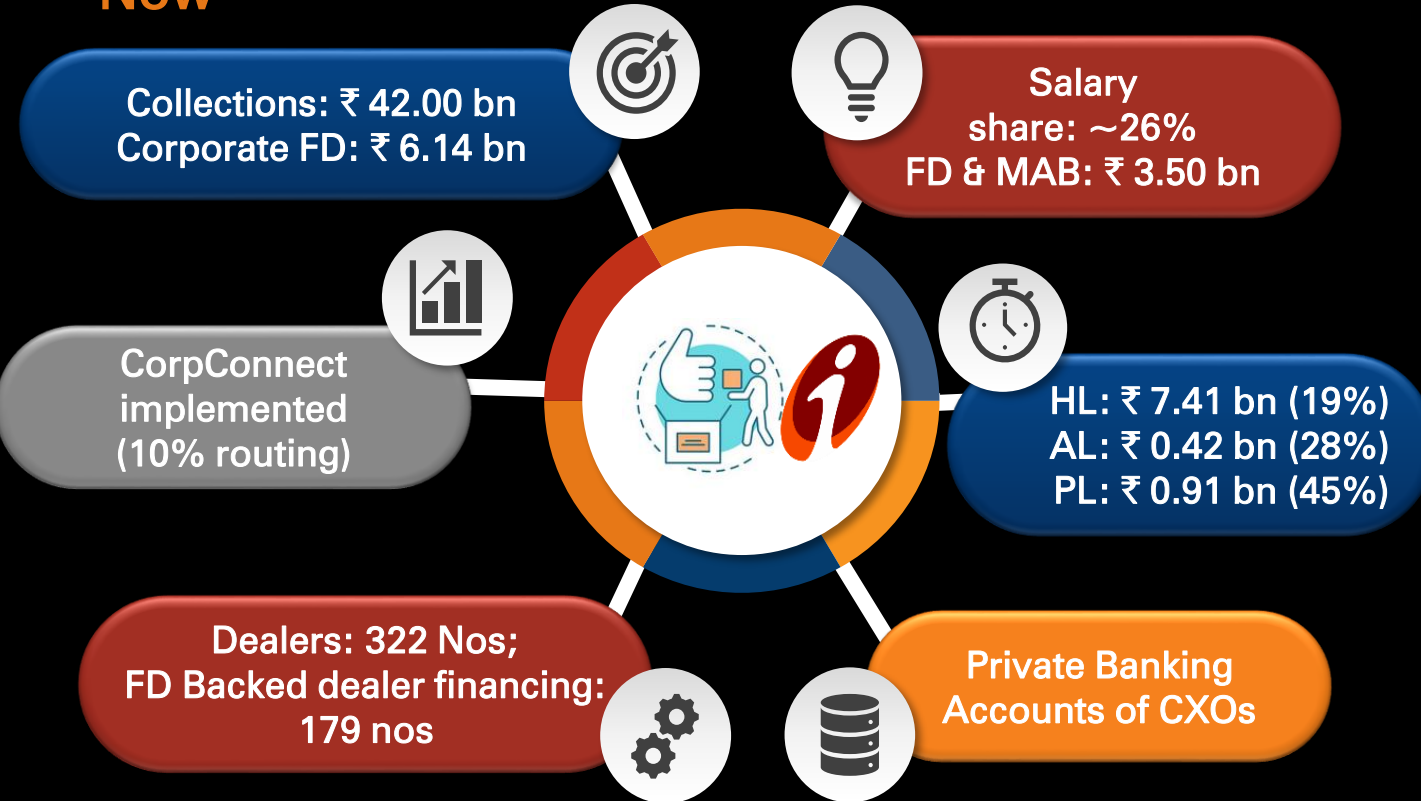 Now
Collections: ₹ 42.00 bn
Corporate FD: ₹ 6.14 bn
Salary
share: ~26%
FD & MAB: ₹ 3.50 bn
CorpConnect
implemented
(10% routing)
HL: ₹ 7.41 bn (19%)
AL: ₹ 0.42 bn (28%)
PL: ₹ 0.91 bn (45%)
Dealers: 322 Nos;
FD Backed dealer financing:
179 nos
Private Banking
Accounts of CXOs